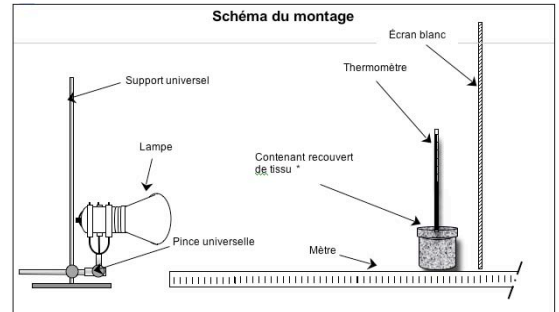 Schéma du montage
Écran blanc
Thermomètre
Support universel
Lampe
Contenant recouvert
de tissu *
Pince universelle
Mètre